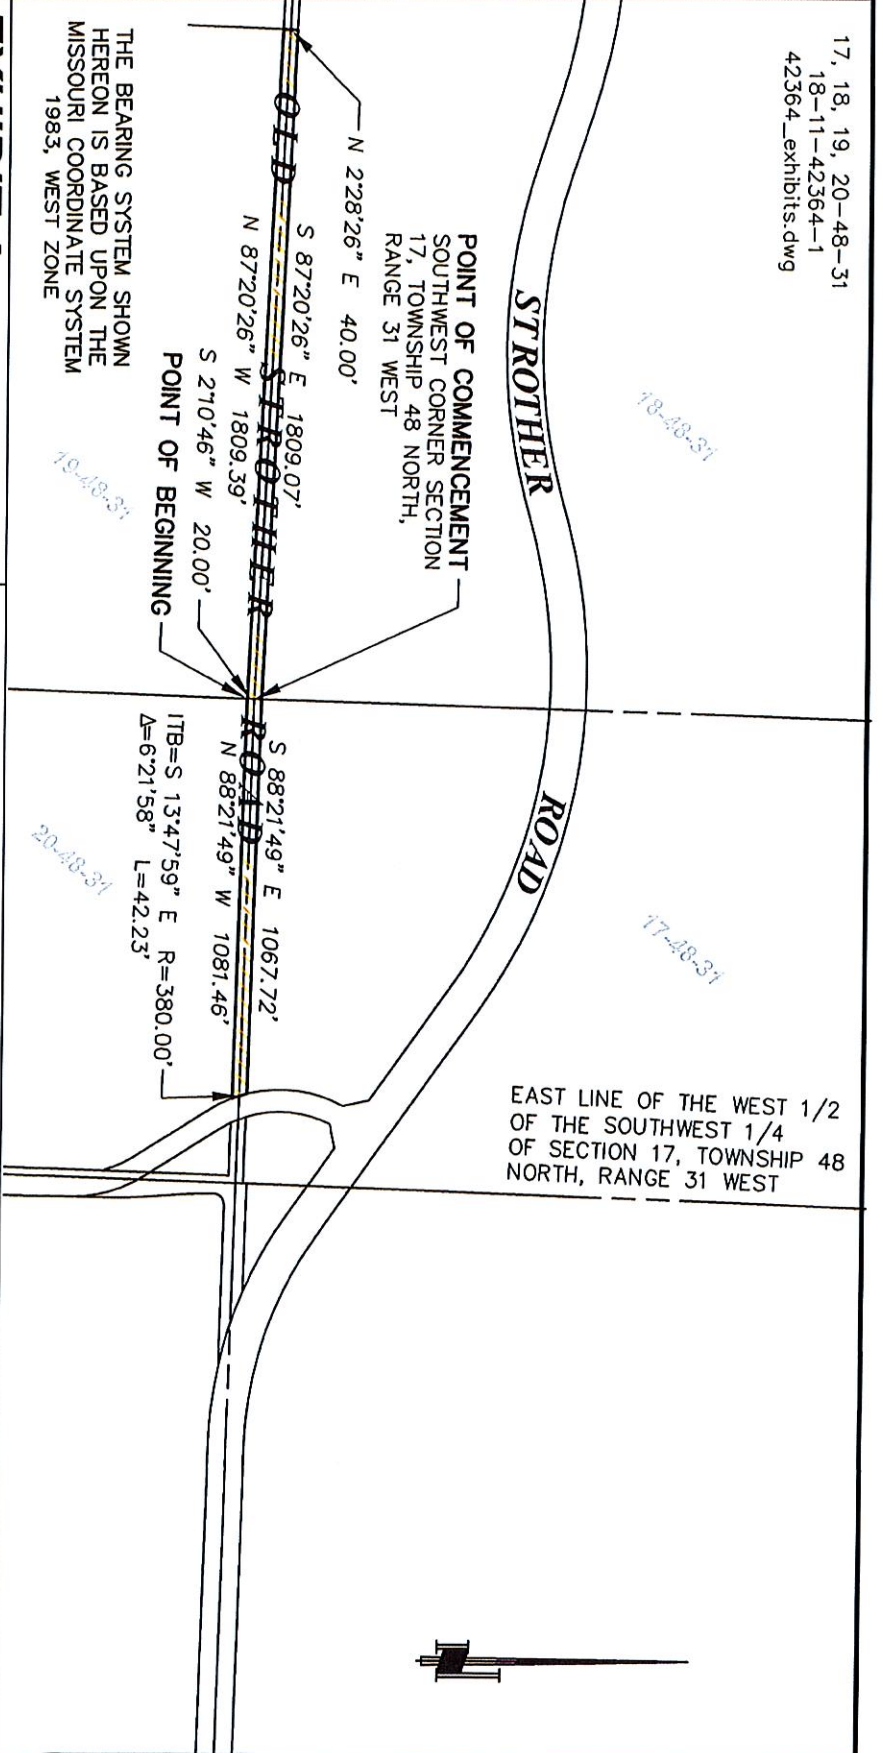 17, 18, 19, 20-48-31
18-11-42364-1
42364_exhibits.dwg
18-48-31
17-48-31
STROTHER
ROAD
EAST LINE OF THE WEST 1/2
OF THE SOUTHWEST 1/4
OF SECTION 17, TOWNSHIP 48
NORTH, RANGE 31 WEST
POINT OF COMMENCEMENT
SOUTHWEST CORNER SECTION
17, TOWNSHIP 48 NORTH,
RANGE 31 WEST
N 2°28'26" E 40.00'
S 87°20'26" E 1809.07'
OLD STROTHER ROAD
N 87°20'26" W 1809.39'
S 2°10'46" W 20.00'
POINT OF BEGINNING
S 88°21'49" E 1067.72'
N 88°21'49" W 1081.46'
ITB=S 13°47'59" E R=380.00'
Δ=6°21'58" L=42.23'
THE BEARING SYSTEM SHOWN
HEREON IS BASED UPON THE
MISSOURI COORDINATE SYSTEM
1983, WEST ZONE
19-48-31
20-48-31